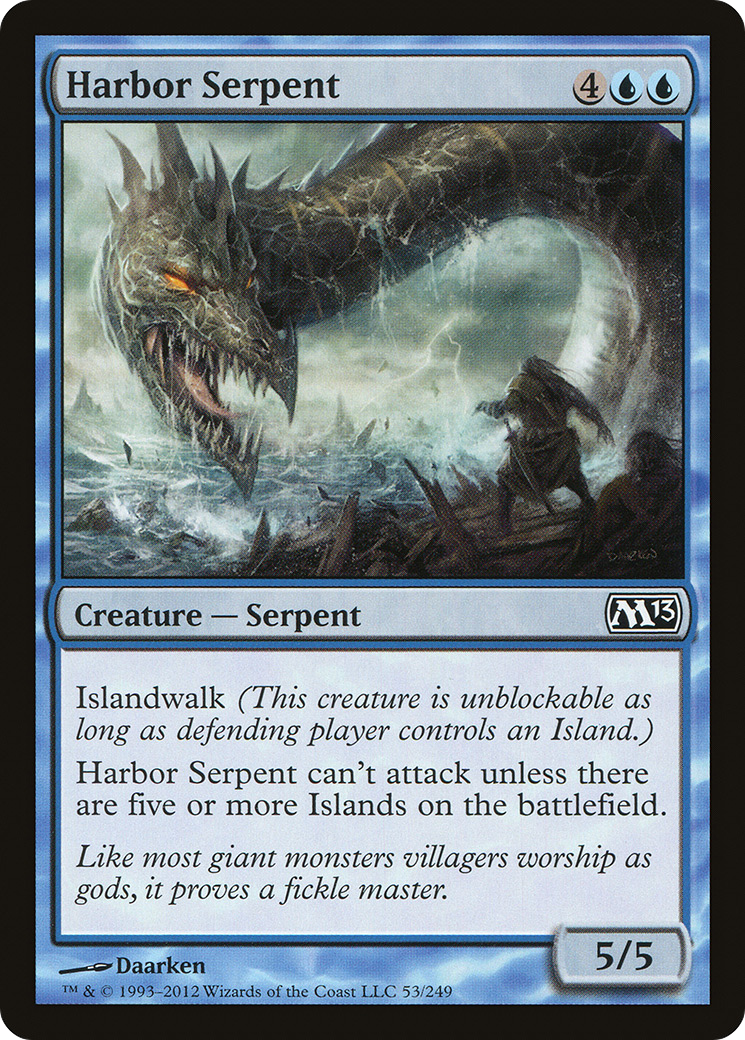 Harbor Serpent 4
DAARKEN
Creature — Serpent M13
Islandwalk (This creature is unblockable as
long as defending player controls an Island.)
Harbor Serpent can't attack unless there
are five or more Islands on the battlefield.
Like most giant monsters villagers worship as
gods, it proves a fickle master.
5/5
Daarken
™ & © 1993–2012 Wizards of the Coast LLC 53/249